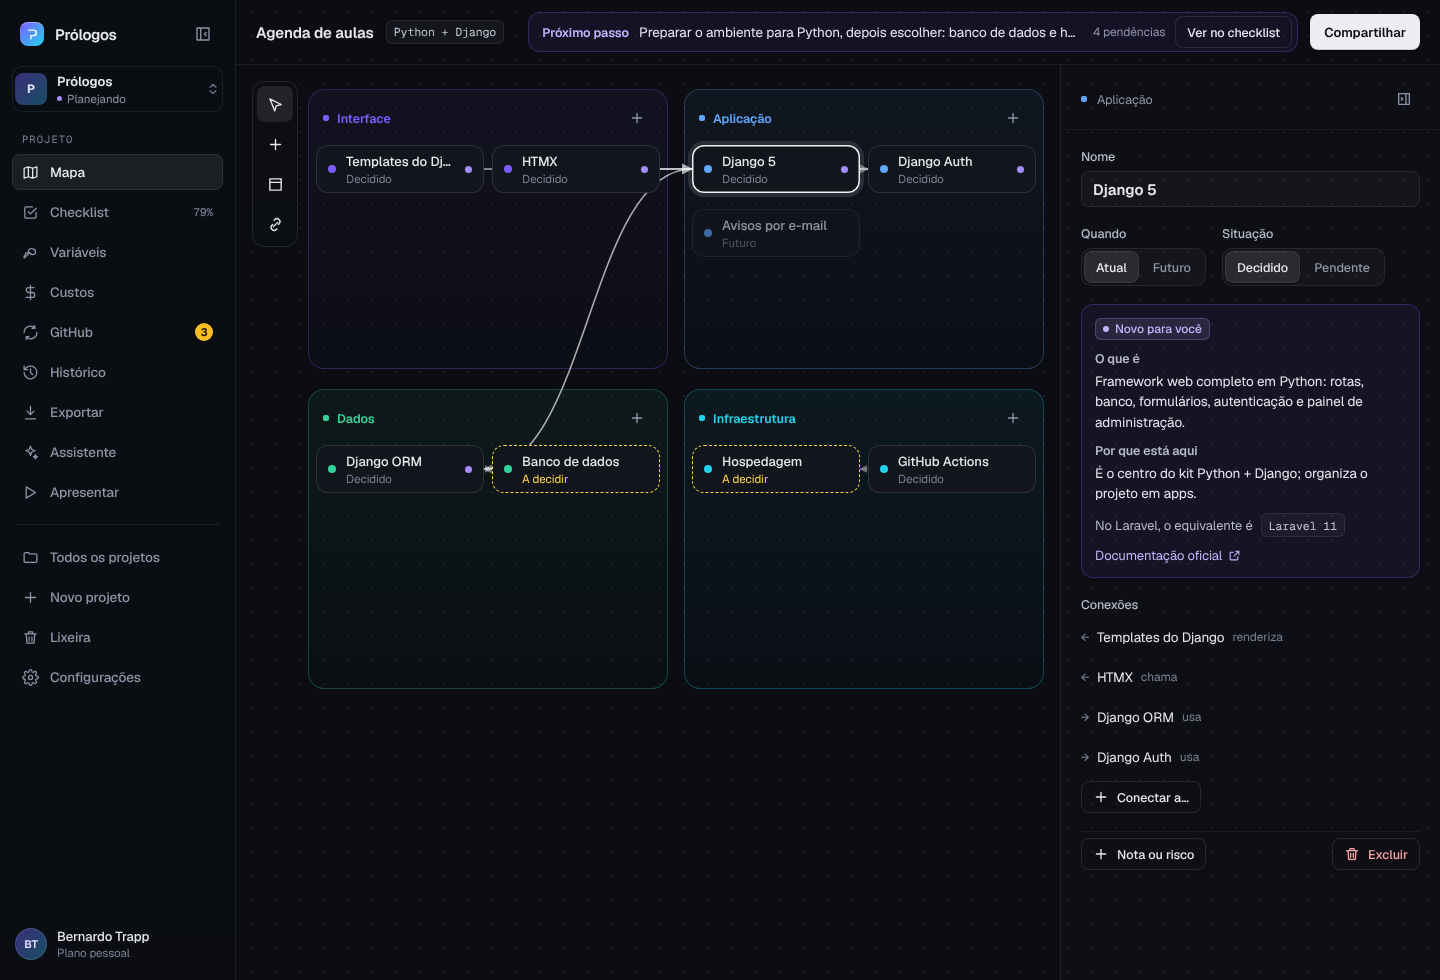 Prólogos
P
Prólogos
Planejando
PROJETO
Mapa
Checklist
79%
Variáveis
Custos
GitHub
3
Histórico
Exportar
Assistente
Apresentar
Todos os projetos
Novo projeto
Lixeira
Configurações
BT
Bernardo Trapp
Plano pessoal
Agenda de aulas
Python + Django
Próximo passo
Preparar o ambiente para Python, depois escolher: banco de dados e h...
4 pendências
Ver no checklist
Compartilhar
Interface
Templates do Dj...
Decidido
HTMX
Decidido
Aplicação
Django 5
Decidido
Django Auth
Decidido
Avisos por e-mail
Futuro
Dados
Django ORM
Decidido
Banco de dados
A decidir
Infraestrutura
Hospedagem
A decidir
GitHub Actions
Decidido
Aplicação
Nome
Django 5
Quando
Situação
Atual
Futuro
Decidido
Pendente
Novo para você
O que é
Framework web completo em Python: rotas,
banco, formulários, autenticação e painel de
administração.
Por que está aqui
É o centro do kit Python + Django; organiza o
projeto em apps.
No Laravel, o equivalente é Laravel 11
Documentação oficial
Conexões
← Templates do Django renderiza
← HTMX chama
→ Django ORM usa
→ Django Auth usa
Conectar a...
Nota ou risco
Excluir